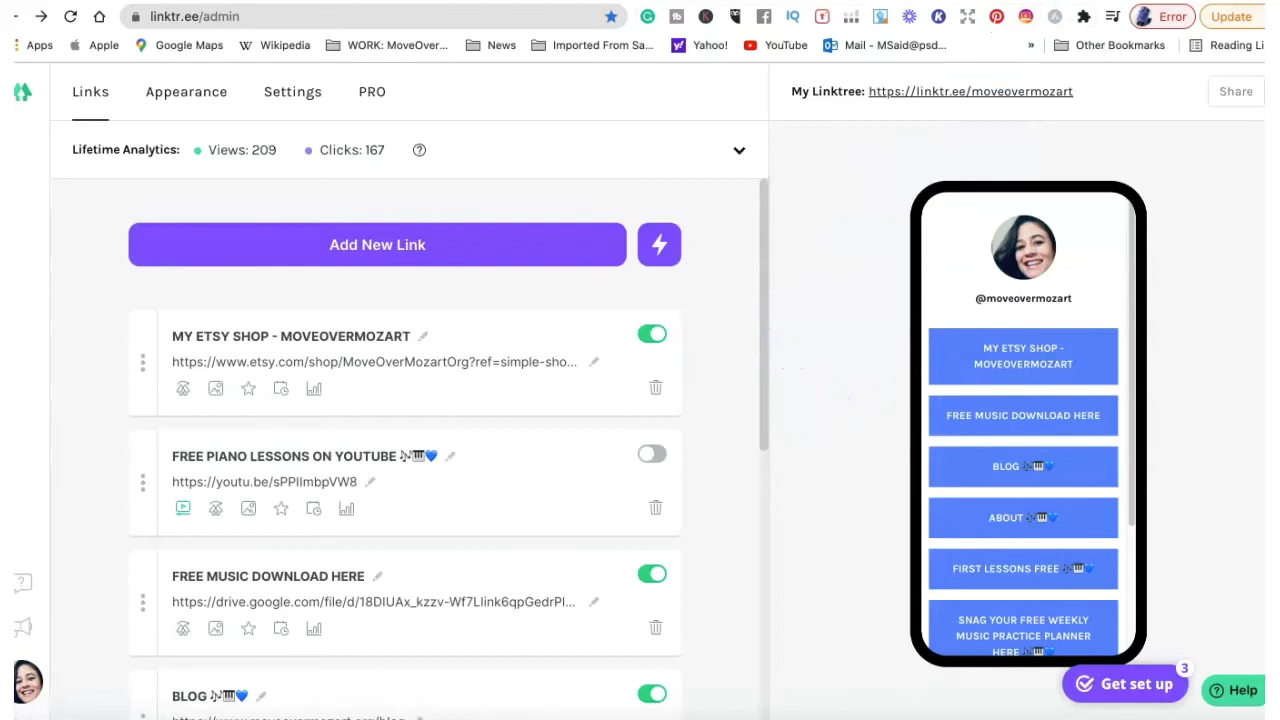 linktr.ee/admin
Error
Update
Apps
Apple
Google Maps
Wikipedia
WORK: MoveOver...
News
Imported From Sa...
Yahoo!
YouTube
Mail - MSaid@psd...
»
Other Bookmarks
Reading Li
Links
Appearance
Settings
PRO
My Linktree: https://linktr.ee/moveovermozart
Share
Lifetime Analytics:
Views: 209
Clicks: 167
Add New Link
MY ETSY SHOP - MOVEOVERMOZART
https://www.etsy.com/shop/MoveOverMozartOrg?ref=simple-sho...
FREE PIANO LESSONS ON YOUTUBE 🎶🎹💙
https://youtu.be/sPPIlmbpVW8
FREE MUSIC DOWNLOAD HERE
https://drive.google.com/file/d/18DIUAx_kzzv-Wf7Llink6qpGedrPl...
BLOG 🎶🎹💙
@moveovermozart
MY ETSY SHOP -
MOVEOVERMOZART
FREE MUSIC DOWNLOAD HERE
BLOG 🎶🎹💙
ABOUT 🎶🎹💙
FIRST LESSONS FREE 🎶🎹💙
SNAG YOUR FREE WEEKLY
MUSIC PRACTICE PLANNER
HERE 🎶🎹💙
Get set up
3
Help